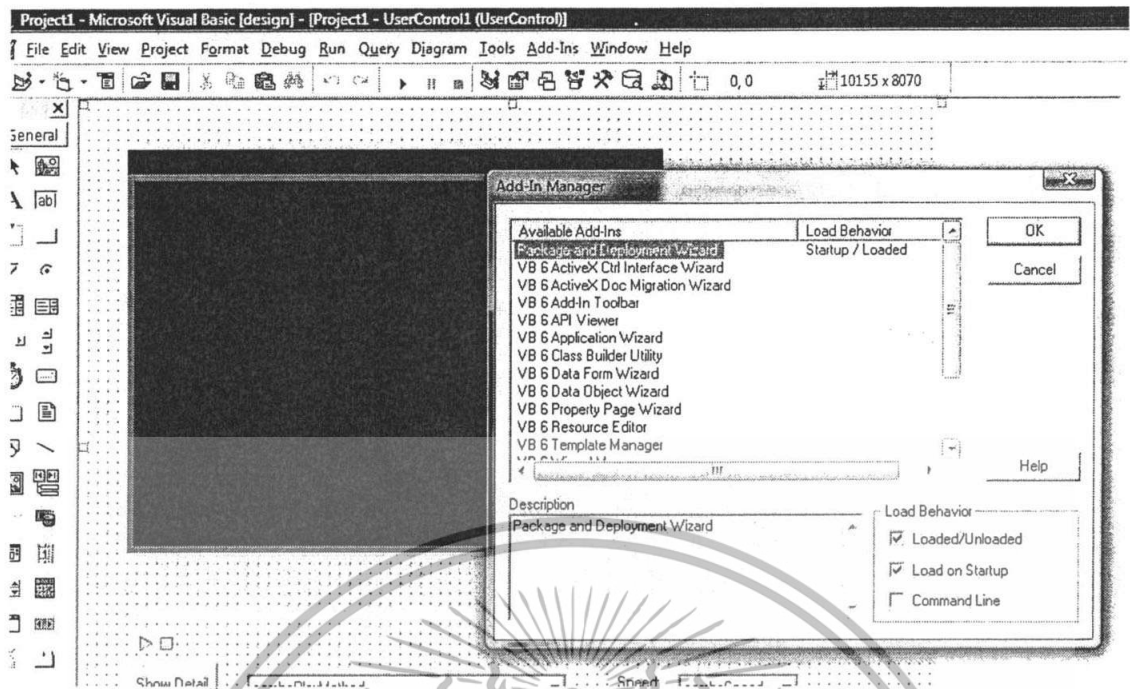 Project1 - Microsoft Visual Basic [design] - [Project1 - UserControl1 (UserControl)]
File Edit View Project Format Debug Run Query Diagram Tools Add-Ins Window Help
0, 0 10155 x 8070
General
ab
Add-In Manager
Available Add-Ins Load Behavior
Package and Deployment Wizard Startup / Loaded
VB 6 ActiveX Ctrl Interface Wizard
VB 6 ActiveX Doc Migration Wizard
VB 6 Add-In Toolbar
VB 6 API Viewer
VB 6 Application Wizard
VB 6 Class Builder Utility
VB 6 Data Form Wizard
VB 6 Data Object Wizard
VB 6 Property Page Wizard
VB 6 Resource Editor
VB 6 Template Manager
OK
Cancel
Help
Description
Package and Deployment Wizard
Load Behavior
Loaded/Unloaded
Load on Startup
Command Line
Show Detail
Speed